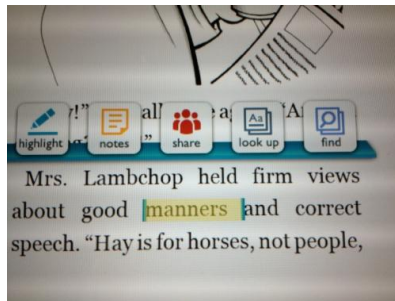 highlight notes share look up find
Mrs. Lambchop held firm views
about good manners and correct
speech. “Hay is for horses, not people,